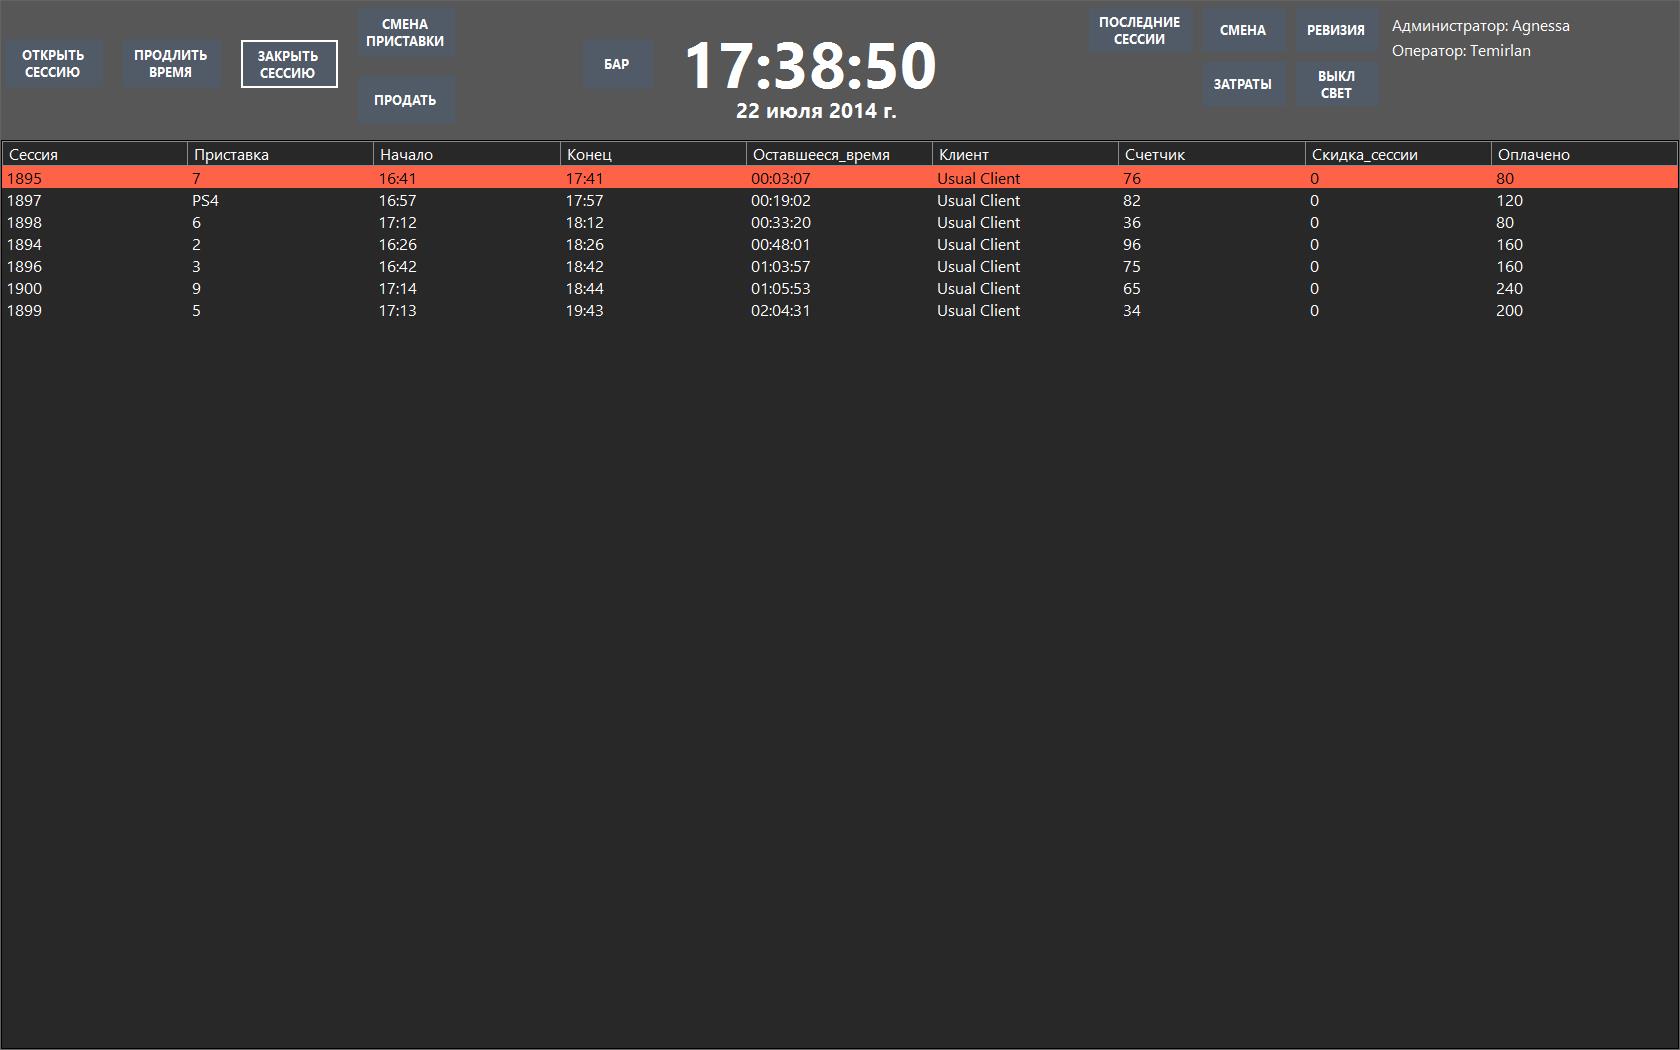 ОТКРЫТЬ
СЕССИЮ
ПРОДЛИТЬ
ВРЕМЯ
ЗАКРЫТЬ
СЕССИЮ
СМЕНА
ПРИСТАВКИ
ПРОДАТЬ
БАР
17:38:50
22 июля 2014 г.
ПОСЛЕДНИЕ
СЕССИИ
СМЕНА
РЕВИЗИЯ
ЗАТРАТЫ
ВЫКЛ
СВЕТ
Администратор: Agnessa
Оператор: Temirlan
Сессия Приставка Начало Конец Оставшееся_время Клиент Счетчик Скидка_сессии Оплачено
1895 7 16:41 17:41 00:03:07 Usual Client 76 0 80
1897 PS4 16:57 17:57 00:19:02 Usual Client 82 0 120
1898 6 17:12 18:12 00:33:20 Usual Client 36 0 80
1894 2 16:26 18:26 00:48:01 Usual Client 96 0 160
1896 3 16:42 18:42 01:03:57 Usual Client 75 0 160
1900 9 17:14 18:44 01:05:53 Usual Client 65 0 240
1899 5 17:13 19:43 02:04:31 Usual Client 34 0 200